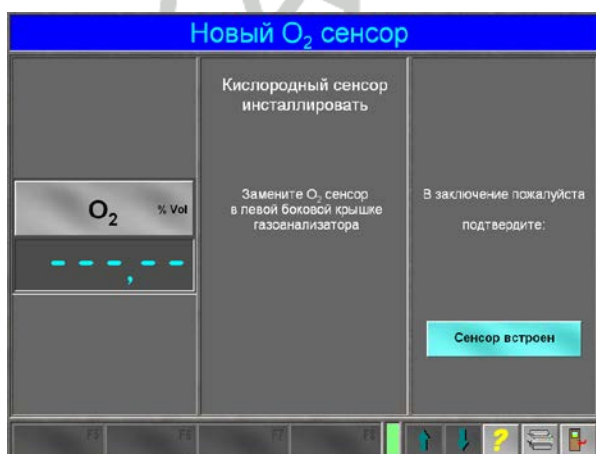 Новый O₂ сенсор
Кислородный сенсор
инсталлировать
O₂ % Vol
---,--
Замените O₂ сенсор
в левой боковой крышке
газоанализатора
В заключение пожалуйста
подтвердите:
Сенсор встроен
F5 F6 F7 F8 ?